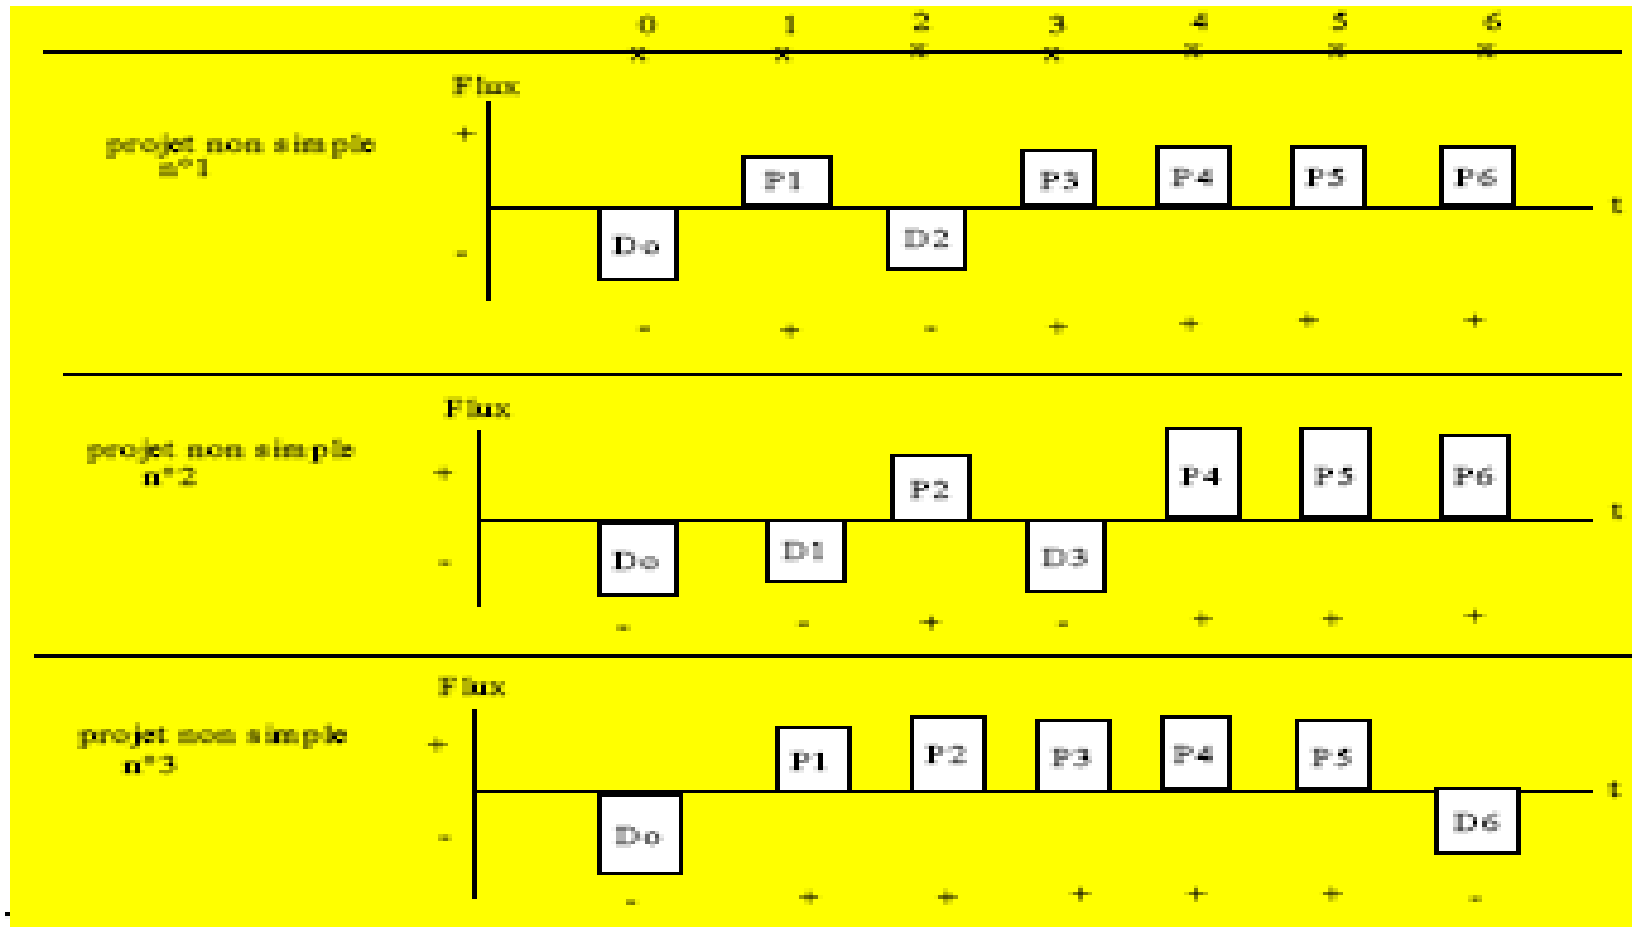 0 1 2 3 4 5 6
x x x x x x x
Flux
+
projet non simple
n°1
P1 P3 P4 P5 P6
t
Do D2
-
- + - + + + +
Flux
projet non simple
n°2
+
P2 P4 P5 P6
t
Do D1 D3
-
- - + - + + +
Flux
projet non simple
n°3
+
P1 P2 P3 P4 P5
t
Do D6
-
- + + + + + -